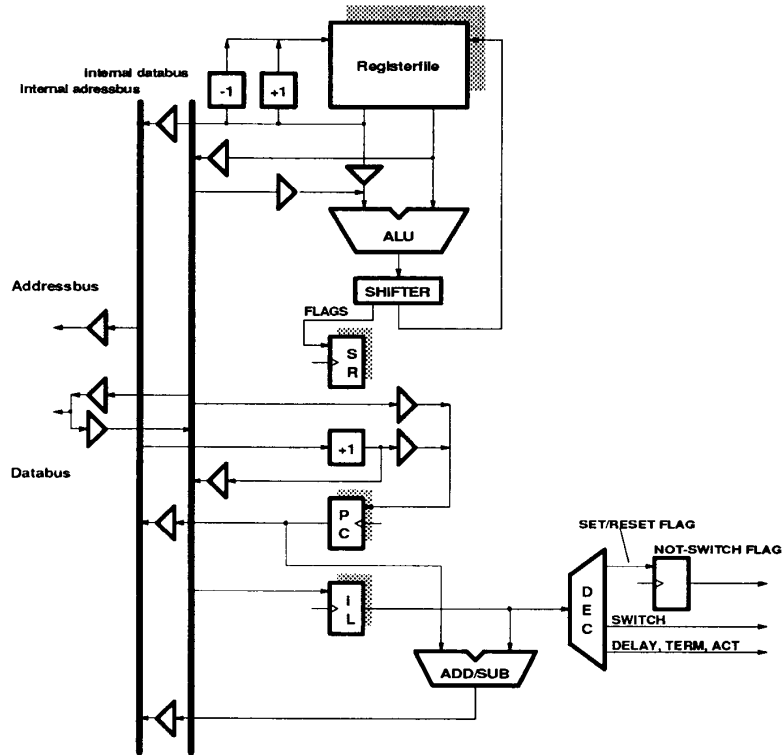 Registerfile
Internal databus
Internal adressbus
-1
+1
ALU
Addressbus
SHIFTER
FLAGS
S
R
+1
Databus
P
C
SET/RESET FLAG
NOT-SWITCH FLAG
I
L
D
E
C
SWITCH
DELAY, TERM, ACT
ADD/SUB